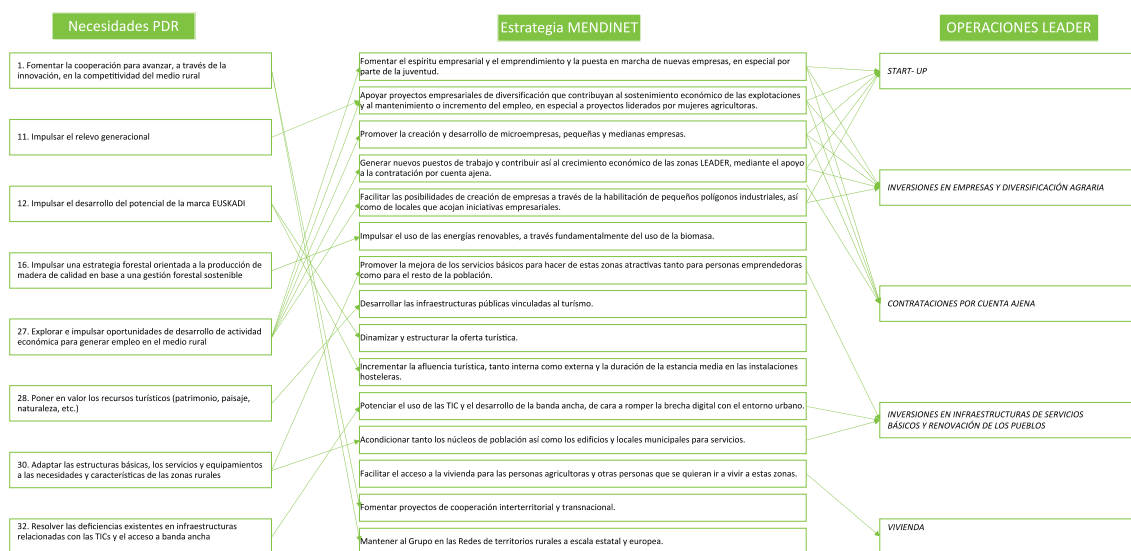 Necesidades PDR
1. Fomentar la cooperación para avanzar, a través de la
innovación, en la competitividad del medio rural
11. Impulsar el relevo generacional
12. Impulsar el desarrollo del potencial de la marca EUSKADI
16. Impulsar una estrategia forestal orientada a la producción de
madera de calidad en base a una gestión forestal sostenible
27. Explorar e impulsar oportunidades de desarrollo de actividad
económica para generar empleo en el medio rural
28. Poner en valor los recursos turísticos (patrimonio, paisaje,
naturaleza, etc.)
30. Adaptar las estructuras básicas, los servicios y equipamientos
a las necesidades y características de las zonas rurales
32. Resolver las deficiencias existentes en infraestructuras
relacionadas con las TICs y el acceso a banda ancha
Estrategia MENDINET
Fomentar el espíritu empresarial y el emprendimiento y la puesta en marcha de nuevas empresas, en especial por
parte de la juventud.
Apoyar proyectos empresariales de diversificación que contribuyan al sostenimiento económico de las explotaciones
y al mantenimiento o incremento del empleo, en especial a proyectos liderados por mujeres agricultoras.
Promover la creación y desarrollo de microempresas, pequeñas y medianas empresas.
Generar nuevos puestos de trabajo y contribuir así al crecimiento económico de las zonas LEADER, mediante el apoyo
a la contratación por cuenta ajena.
Facilitar las posibilidades de creación de empresas a través de la habilitación de pequeños polígonos industriales, así
como de locales que acojan iniciativas empresariales.
Impulsar el uso de las energías renovables, a través fundamentalmente del uso de la biomasa.
Promover la mejora de los servicios básicos para hacer de estas zonas atractivas tanto para personas emprendedoras
como para el resto de la población.
Desarrollar las infraestructuras públicas vinculadas al turísmo.
Dinamizar y estructurar la oferta turística.
Incrementar la afluencia turística, tanto interna como externa y la duración de la estancia media en las instalaciones
hosteleras.
Potenciar el uso de las TIC y el desarrollo de la banda ancha, de cara a romper la brecha digital con el entorno urbano.
Acondicionar tanto los núcleos de población así como los edificios y locales municipales para servicios.
Facilitar el acceso a la vivienda para las personas agricultoras y otras personas que se quieran ir a vivir a estas zonas.
Fomentar proyectos de cooperación interterritorial y transnacional.
Mantener al Grupo en las Redes de territorios rurales a escala estatal y europea.
OPERACIONES LEADER
START- UP
INVERSIONES EN EMPRESAS Y DIVERSIFICACIÓN AGRARIA
CONTRATACIONES POR CUENTA AJENA
INVERSIONES EN INFRAESTRUCTURAS DE SERVICIOS
BÁSICOS Y RENOVACIÓN DE LOS PUEBLOS
VIVIENDA